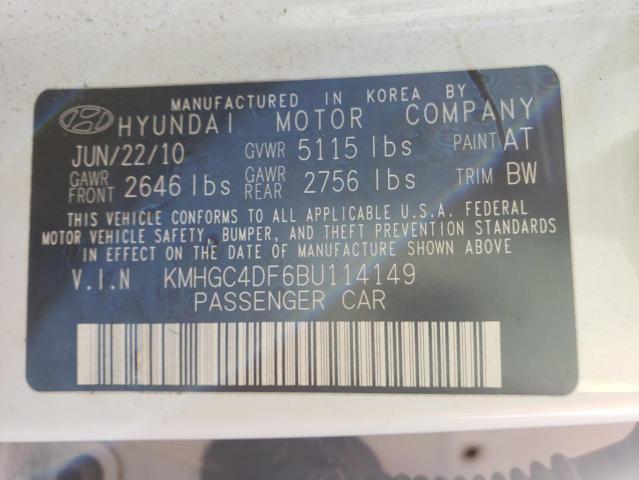 MANUFACTURED IN KOREA BY
HYUNDAI MOTOR COMPANY
JUN/22/10 GVWR 5115 lbs PAINT AT
GAWR FRONT 2646 lbs GAWR REAR 2756 lbs TRIM BW
THIS VEHICLE CONFORMS TO ALL APPLICABLE U.S.A. FEDERAL
MOTOR VEHICLE SAFETY, BUMPER, AND THEFT PREVENTION STANDARDS
IN EFFECT ON THE DATE OF MANUFACTURE SHOWN ABOVE
V.I.N KMHGC4DF6BU114149
PASSENGER CAR